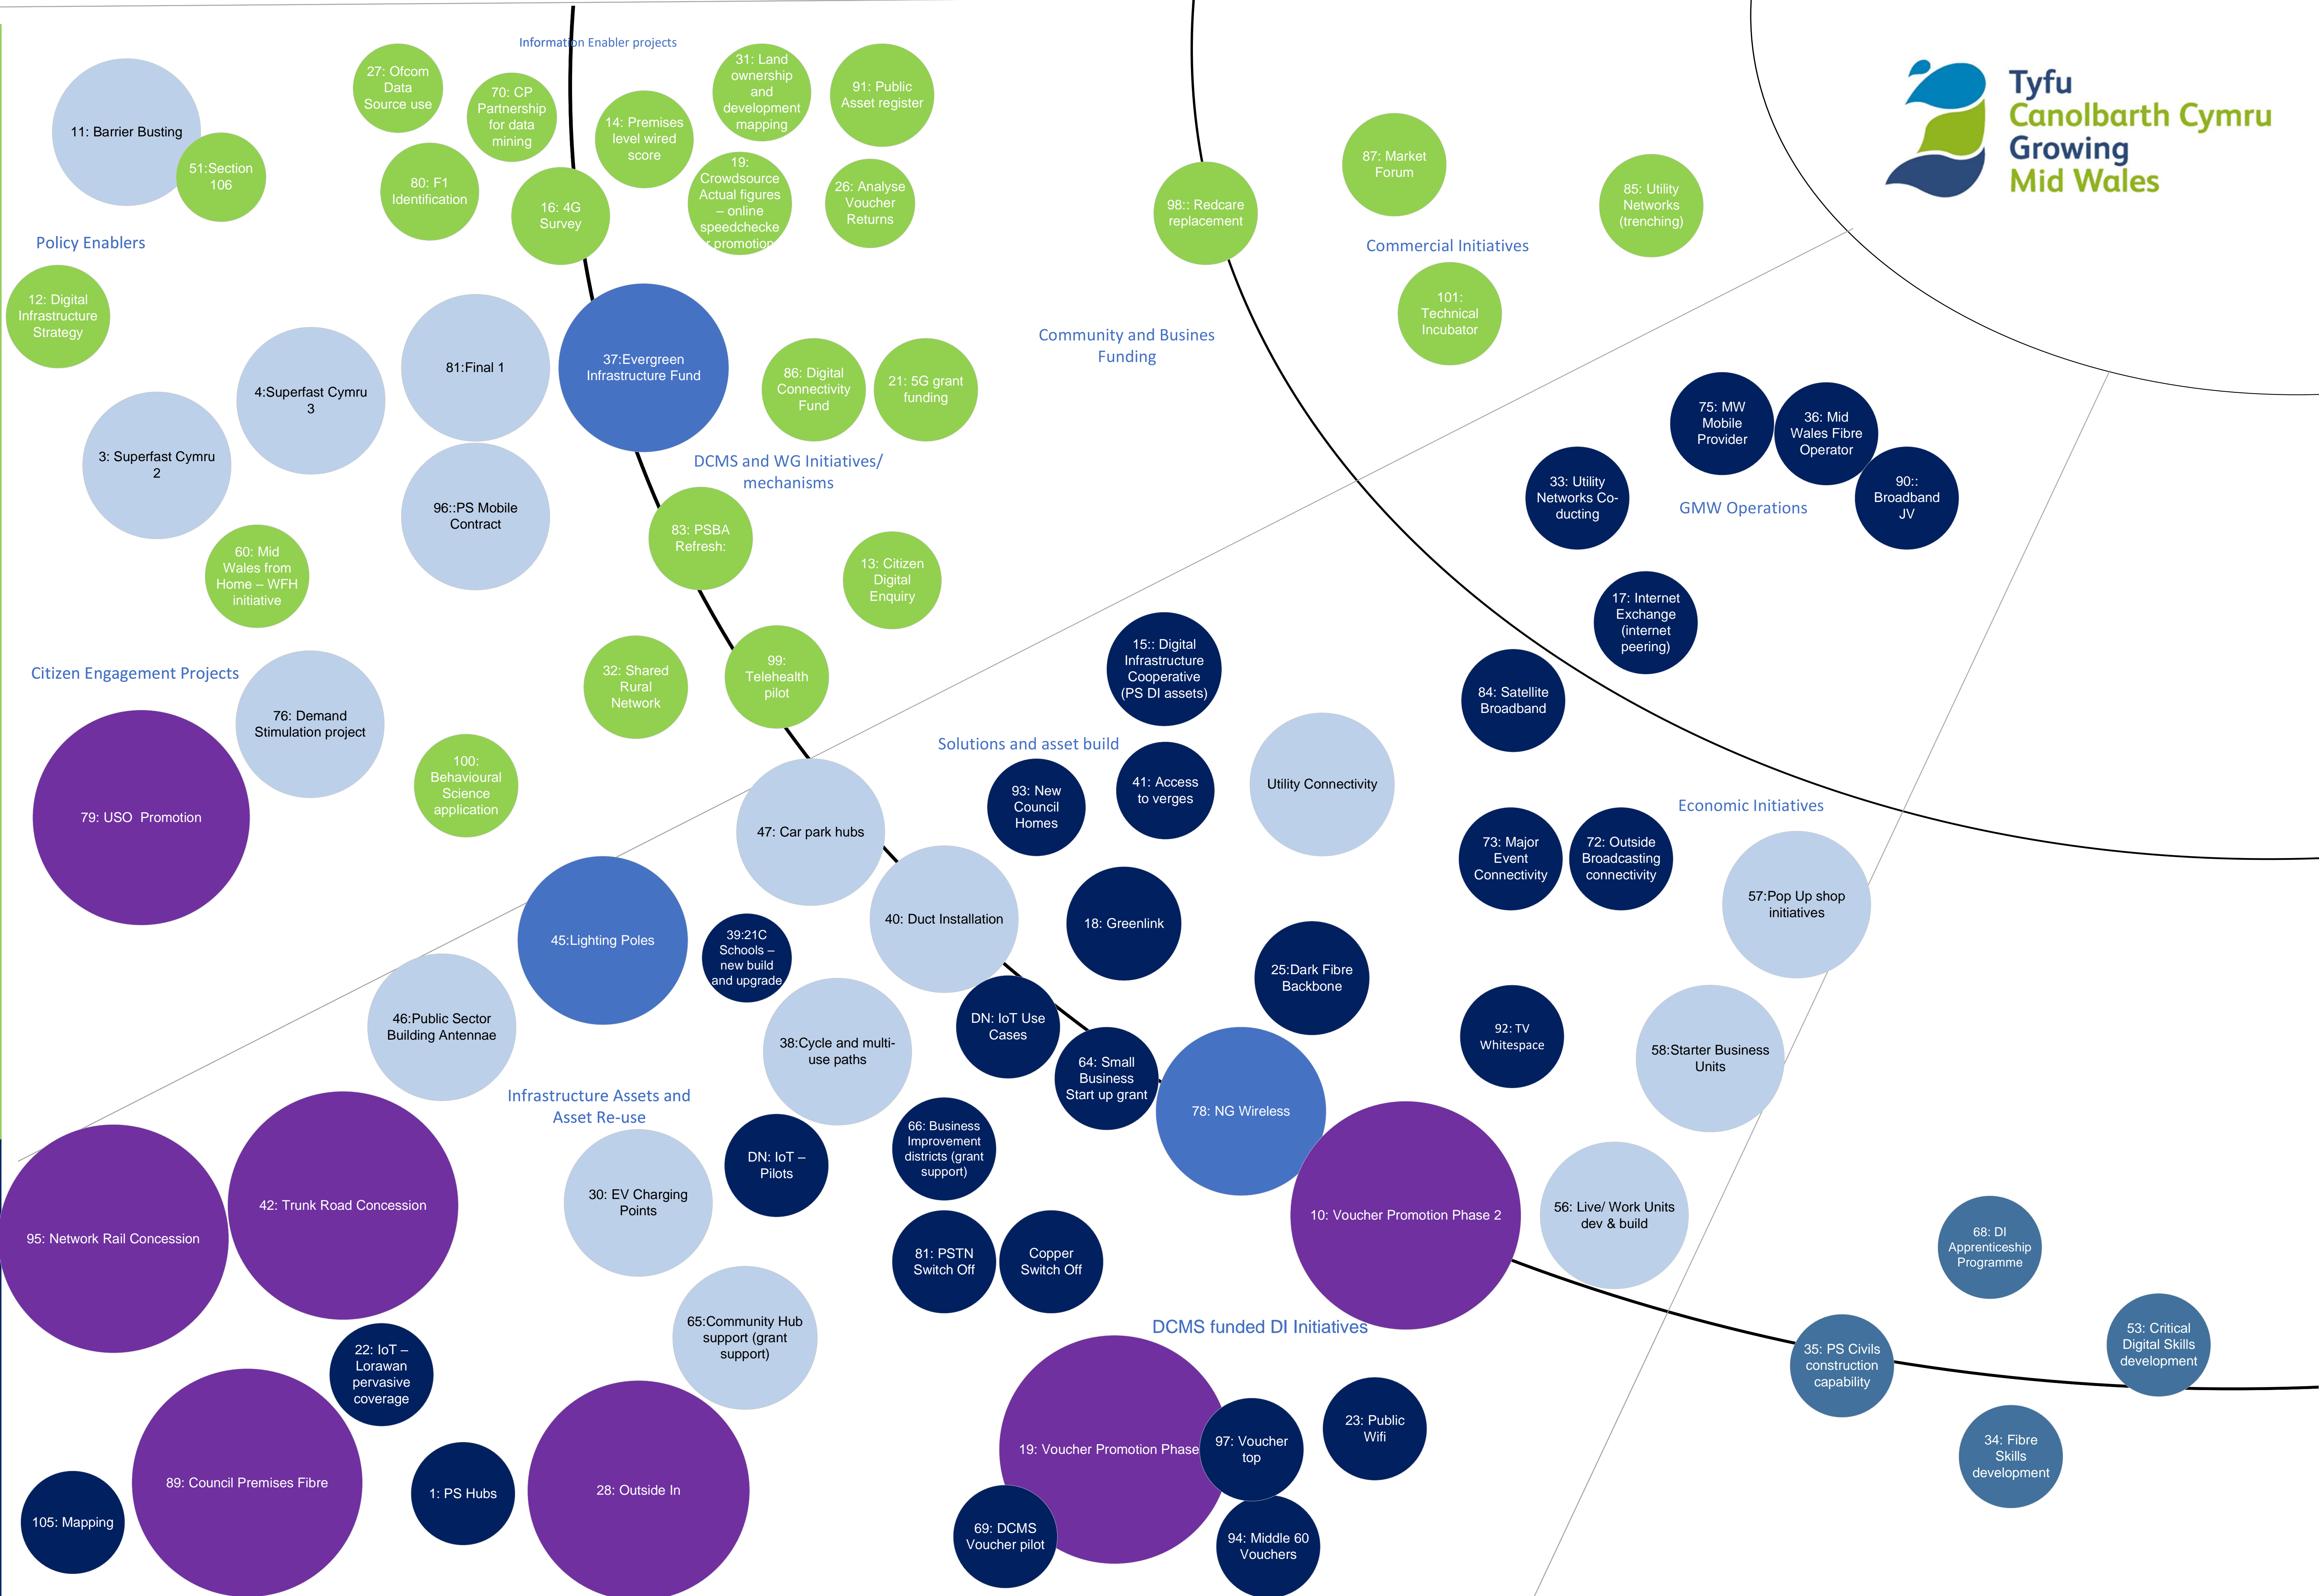 Information Enabler projects
Tyfu
Canolbarth Cymru
Growing
Mid Wales
11: Barrier Busting
51:Section
106
27: Ofcom
Data
Source use
70: CP
Partnership
for data
mining
80: F1
Identification
16: 4G
Survey
14: Premises
level wired
score
31: Land
ownership
and
development
mapping
91: Public
Asset register
19:
Crowdsource
Actual figures
– online
speedchecke
r promotion
26: Analyse
Voucher
Returns
98:: Redcare
replacement
87: Market
Forum
85: Utility
Networks
(trenching)
Commercial Initiatives
101:
Technical
Incubator
Policy Enablers
12: Digital
Infrastructure
Strategy
4:Superfast Cymru
3
81:Final 1
37:Evergreen
Infrastructure Fund
86: Digital
Connectivity
Fund
21: 5G grant
funding
Community and Busines
Funding
3: Superfast Cymru
2
96::PS Mobile
Contract
DCMS and WG Initiatives/
mechanisms
83: PSBA
Refresh:
13: Citizen
Digital
Enquiry
60: Mid
Wales from
Home – WFH
initiative
75: MW
Mobile
Provider
36: Mid
Wales Fibre
Operator
33: Utility
Networks Co-
ducting
90::
Broadband
JV
GMW Operations
17: Internet
Exchange
(internet
peering)
Citizen Engagement Projects
76: Demand
Stimulation project
32: Shared
Rural
Network
99:
Telehealth
pilot
79: USO  Promotion
100:
Behavioural
Science
application
15:: Digital
Infrastructure
Cooperative
(PS DI assets)
84: Satellite
Broadband
Solutions and asset build
93: New
Council
Homes
41: Access
to verges
Utility Connectivity
Economic Initiatives
47: Car park hubs
40: Duct Installation
18: Greenlink
73: Major
Event
Connectivity
72: Outside
Broadcasting
connectivity
57:Pop Up shop
initiatives
45:Lighting Poles
39:21C
Schools –
new build
and upgrade
25:Dark Fibre
Backbone
46:Public Sector
Building Antennae
38:Cycle and multi-
use paths
DN: IoT Use
Cases
64: Small
Business
Start up grant
78: NG Wireless
92: TV
Whitespace
58:Starter Business
Units
Infrastructure Assets and
Asset Re-use
95: Network Rail Concession
42: Trunk Road Concession
30: EV Charging
Points
DN: IoT –
Pilots
66: Business
Improvement
districts (grant
support)
10: Voucher Promotion Phase 2
56: Live/ Work Units
dev & build
81: PSTN
Switch Off
Copper
Switch Off
68: DI
Apprenticeship
Programme
22: IoT –
Lorawan
pervasive
coverage
65:Community Hub
support (grant
support)
DCMS funded DI Initiatives
35: PS Civils
construction
capability
53: Critical
Digital Skills
development
19: Voucher Promotion Phase
97: Voucher
top
23: Public
Wifi
34: Fibre
Skills
development
105: Mapping
89: Council Premises Fibre
1: PS Hubs
28: Outside In
69: DCMS
Voucher pilot
94: Middle 60
Vouchers